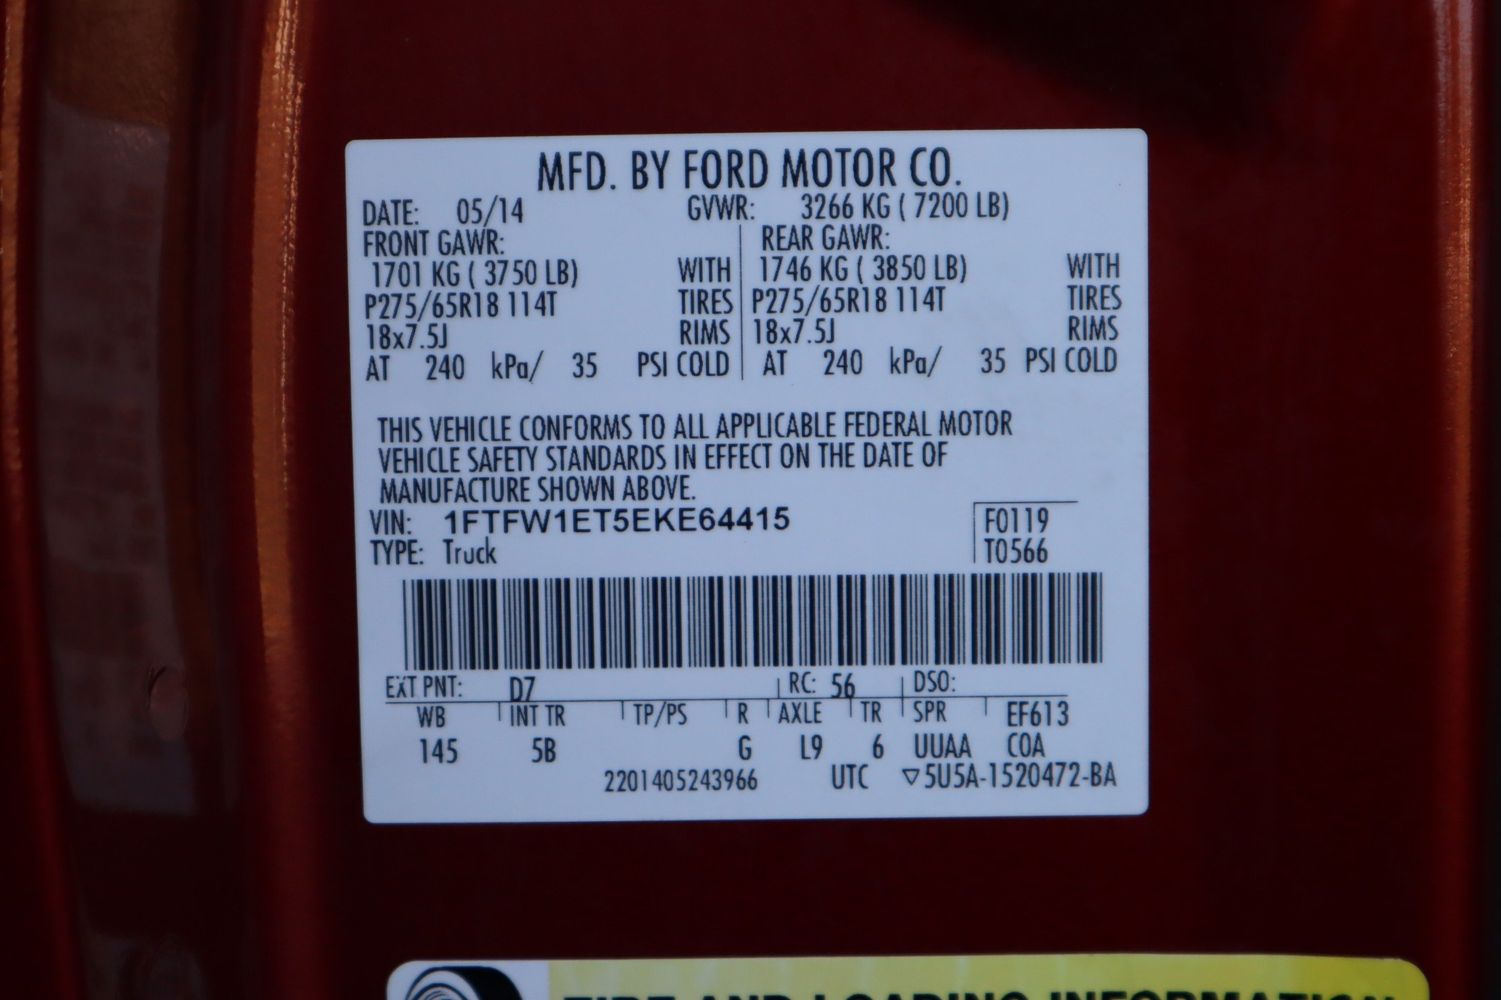 MFD. BY FORD MOTOR CO.
DATE: 05/14 GVWR: 3266 KG ( 7200 LB)
FRONT GAWR: REAR GAWR:
1701 KG ( 3750 LB) WITH 1746 KG ( 3850 LB) WITH
P275/65R18 114T TIRES P275/65R18 114T TIRES
18x7.5J RIMS 18x7.5J RIMS
AT 240 kPa/ 35 PSI COLD AT 240 kPa/ 35 PSI COLD
THIS VEHICLE CONFORMS TO ALL APPLICABLE FEDERAL MOTOR
VEHICLE SAFETY STANDARDS IN EFFECT ON THE DATE OF
MANUFACTURE SHOWN ABOVE.
VIN: 1FTFW1ET5EKE64415 F0119
TYPE: Truck T0566
EXT PNT: D7 RC: 56 DSO:
WB INT TR TP/PS R AXLE TR SPR EF613
145 5B G L9 6 UUAA COA
2201405243966 UTC ▽5U5A-1520472-BA
TIRE AND LOADING INFORMATION